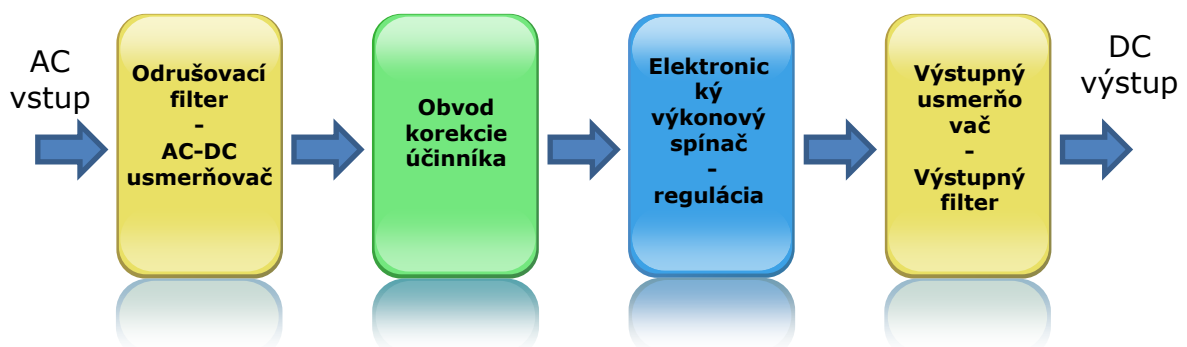 AC
vstup
Odrušovací
filter
-
AC-DC
usmerňovač
Obvod
korekcie
účinníka
Elektronic
ký
výkonový
spínač
-
regulácia
Výstupný
usmerňo
vač
-
Výstupný
filter
DC
výstup